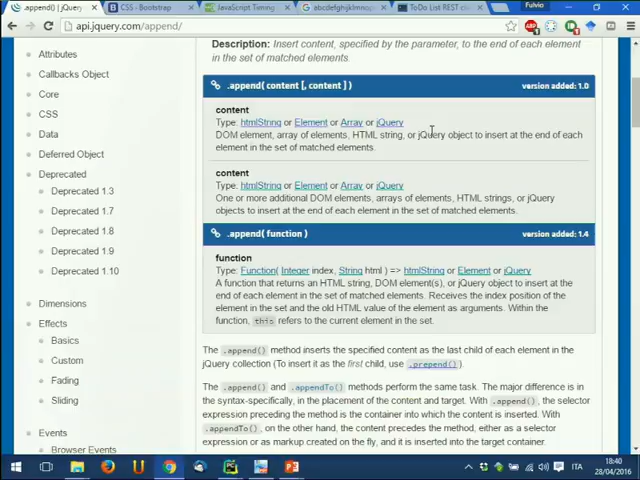 .append() | jQuery A
CSS · Bootstrap
JavaScript Timing
abcdefghijklmnop
ToDo List REST cli
api.jquery.com/append/
Attributes
Callbacks Object
Core
CSS
Data
Deferred Object
Deprecated
Deprecated 1.3
Deprecated 1.7
Deprecated 1.8
Deprecated 1.9
Deprecated 1.10
Dimensions
Effects
Basics
Custom
Fading
Sliding
Events
Browser Events
Description: Insert content, specified by the parameter, to the end of each element
in the set of matched elements.
.append( content [, content ] )
version added: 1.0
content
Type: htmlString or Element or Array or jQuery
DOM element, array of elements, HTML string, or jQuery object to insert at the end of each
element in the set of matched elements.
content
Type: htmlString or Element or Array or jQuery
One or more additional DOM elements, arrays of elements, HTML strings, or jQuery
objects to insert at the end of each element in the set of matched elements.
.append( function )
version added: 1.4
function
Type: Function( Integer index, String html ) => htmlString or Element or jQuery
A function that returns an HTML string, DOM element(s), or jQuery object to insert at the
end of each element in the set of matched elements. Receives the index position of the
element in the set and the old HTML value of the element as arguments. Within the
function, this refers to the current element in the set.
The .append() method inserts the specified content as the last child of each element in the
jQuery collection (To insert it as the first child, use .prepend()).
The .append() and .appendTo() methods perform the same task. The major difference is in
the syntax-specifically, in the placement of the content and target. With .append(), the selector
expression preceding the method is the container into which the content is inserted. With
.appendTo(), on the other hand, the content precedes the method, either as a selector
expression or as markup created on the fly, and it is inserted into the target container.
ITA
18:40
28/04/2016